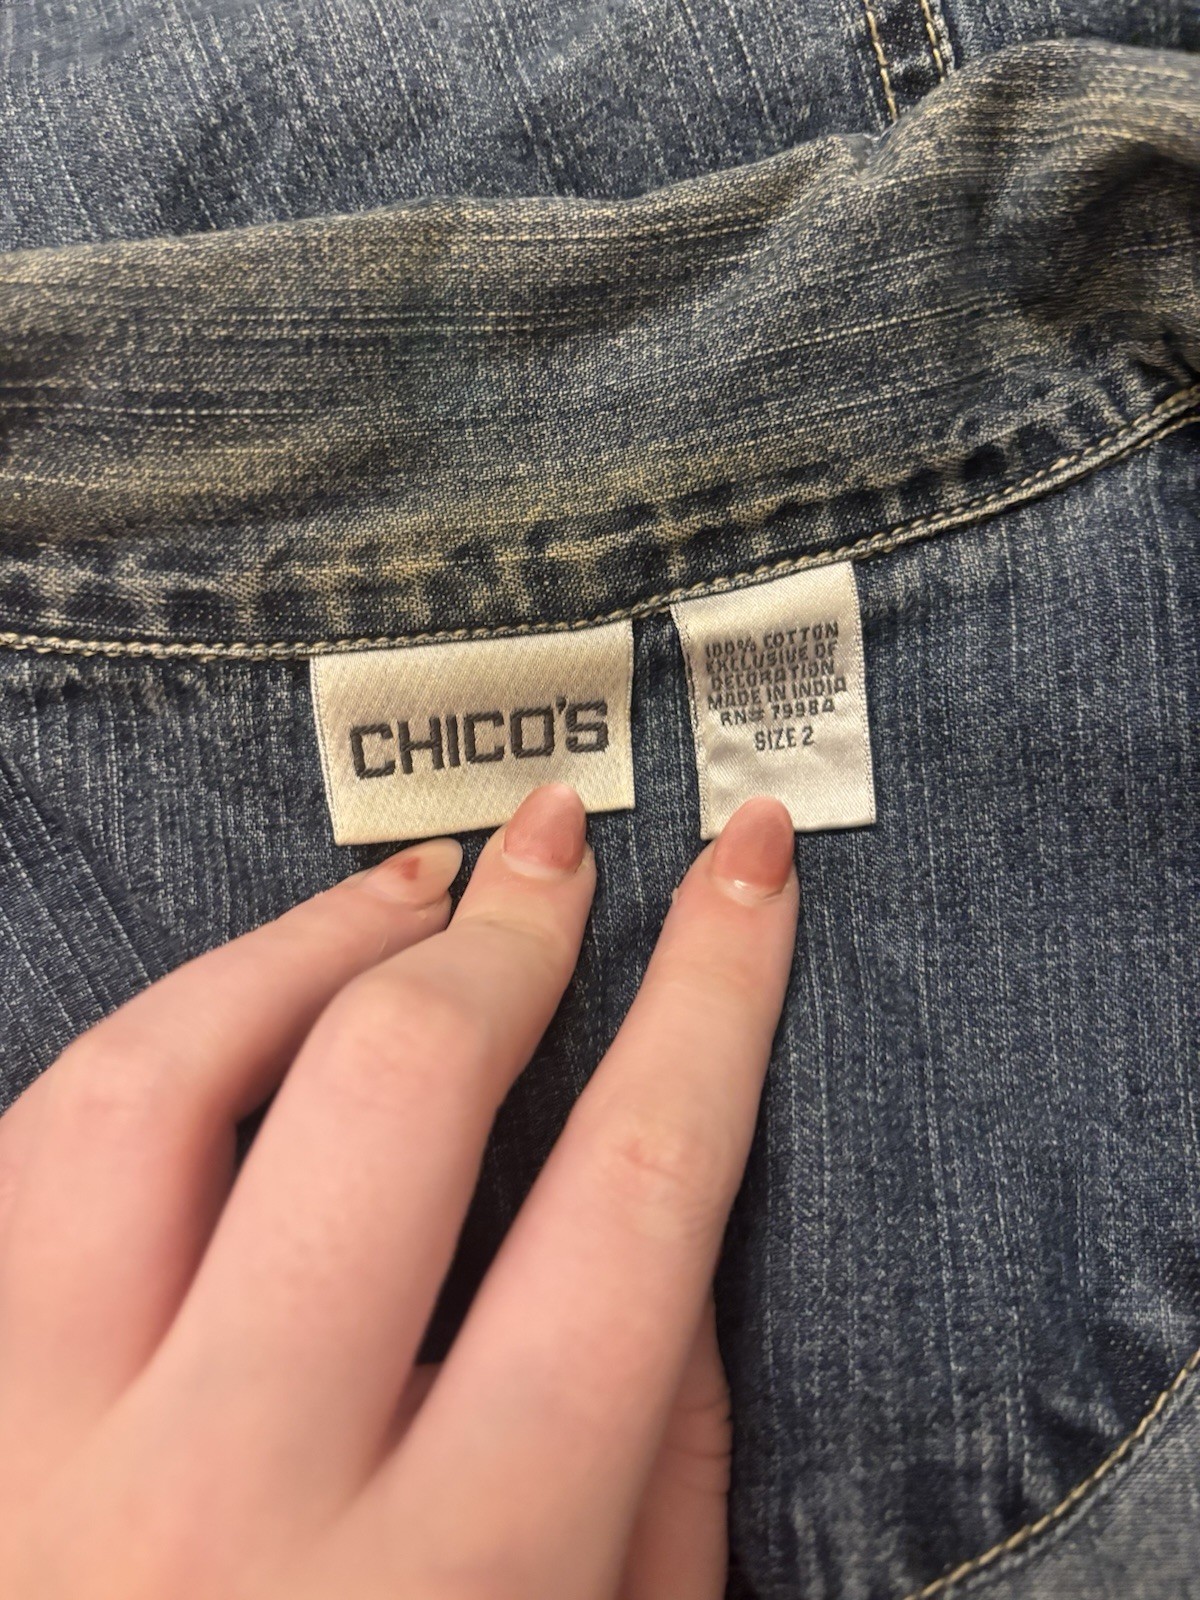 CHICO'S
100% COTTON
EXCLUSIVE OF
DECORATION
MADE IN INDIA
RN# 79984
SIZE 2